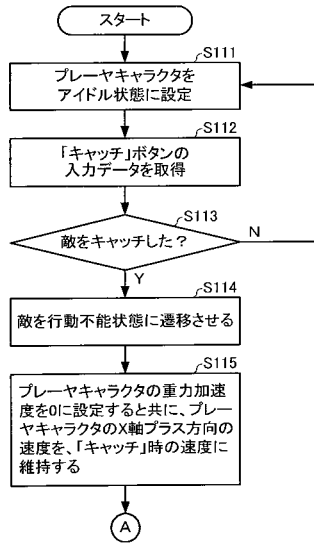 スタート
S111
プレーヤキャラクタを
アイドル状態に設定
S112
「キャッチ」ボタンの
入力データを取得
S113
敵をキャッチした？
N
Y
S114
敵を行動不能状態に遷移させる
S115
プレーヤキャラクタの重力加速
度を0に設定すると共に、プレー
ヤキャラクタのX軸プラス方向の
速度を、「キャッチ」時の速度に
維持する
A